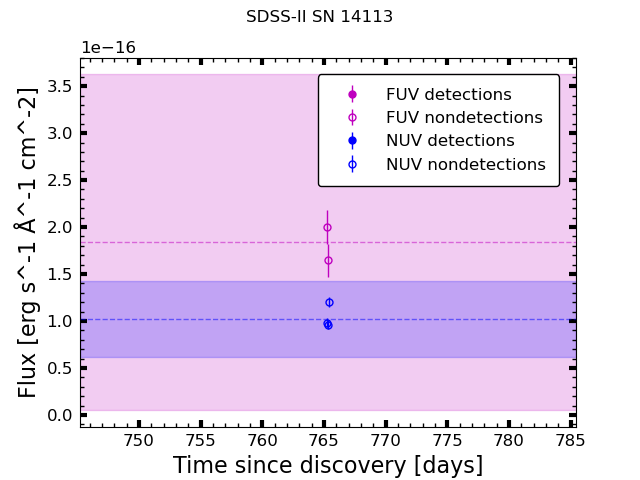 SDSS-II SN 14113
1e−16
FUV detections
FUV nondetections
NUV detections
NUV nondetections
3.5
3.0
2.5
2.0
1.5
1.0
0.5
0.0
Flux [erg s^-1 Å^-1 cm^-2]
750 755 760 765 770 775 780 785
Time since discovery [days]